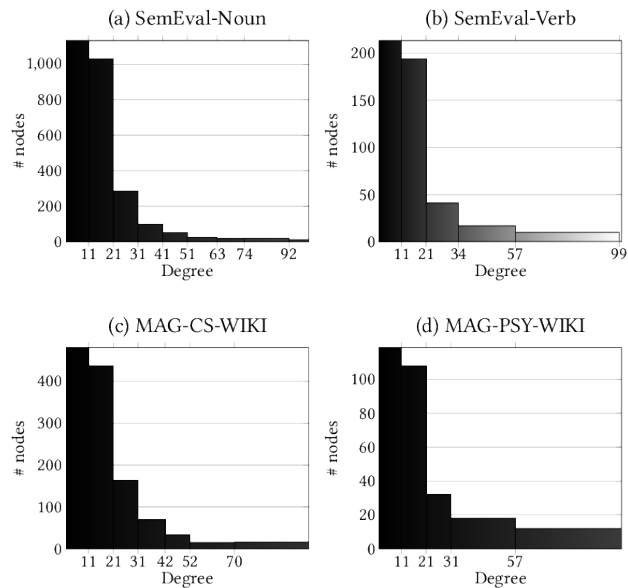 (a) SemEval-Noun
# nodes
1,000
800
600
400
200
0
11 21 31 41 51 63 74 92
Degree
(b) SemEval-Verb
# nodes
200
150
100
50
0
11 21 34 57 99
Degree
(c) MAG-CS-WIKI
# nodes
400
300
200
100
0
11 21 31 42 52 70
Degree
(d) MAG-PSY-WIKI
# nodes
100
80
60
40
20
0
11 21 31 57
Degree